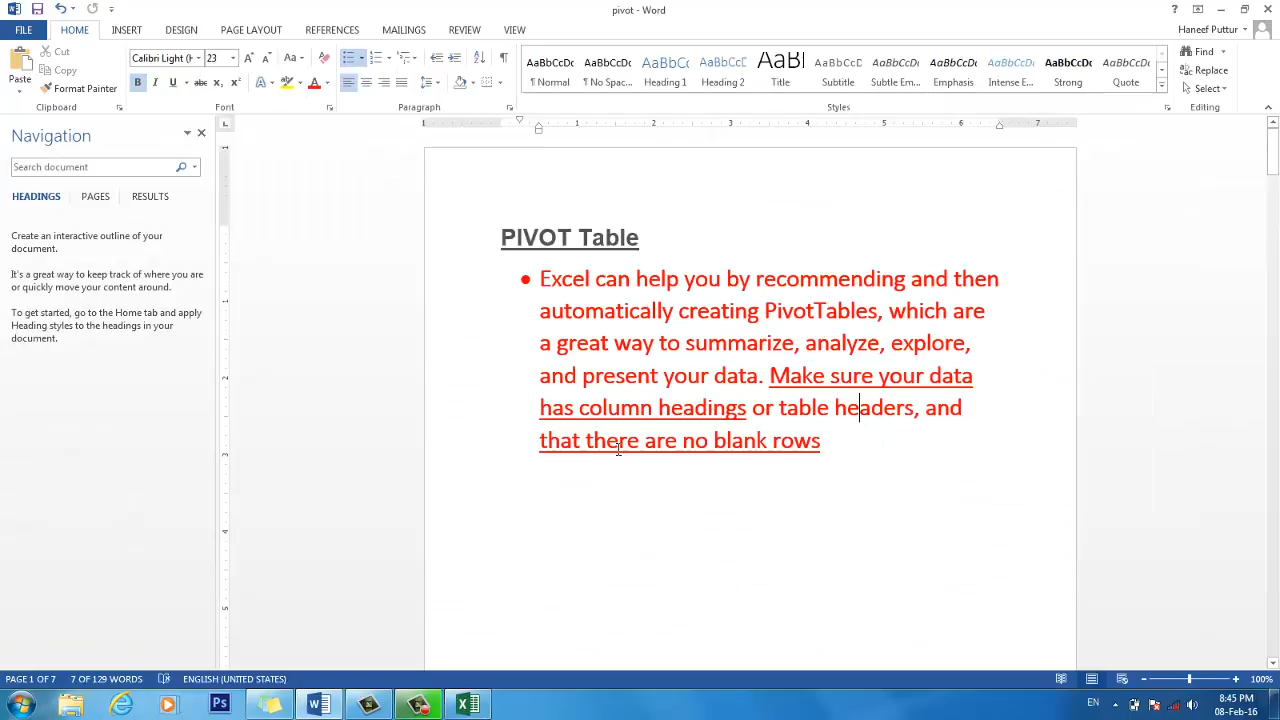 pivot - Word
FILE HOME INSERT DESIGN PAGE LAYOUT REFERENCES MAILINGS REVIEW VIEW Haneef Puttur
Paste Cut Copy Format Painter
Calibri Light (H 23
AaBbCcDc AaBbCcDc AaBbCc AaBbCcE AaBl AaBbCcD AaBbCcDc AaBbCcDc AaBbCcDc AaBbCcDc
¶ Normal ¶ No Spac... Heading 1 Heading 2 Title Subtitle Subtle Em... Emphasis Intense E... Strong Quote
Find
Replace
Select
Clipboard Font Paragraph Styles Editing
Navigation
Search document
HEADINGS PAGES RESULTS
Create an interactive outline of your
document.
It's a great way to keep track of where you are
or quickly move your content around.
To get started, go to the Home tab and apply
Heading styles to the headings in your
document.
PIVOT Table
• Excel can help you by recommending and then
automatically creating PivotTables, which are
a great way to summarize, analyze, explore,
and present your data. Make sure your data
has column headings or table headers, and
that there are no blank rows
PAGE 1 OF 7 7 OF 129 WORDS ENGLISH (UNITED STATES) 100%
EN 8:45 PM
08-Feb-16